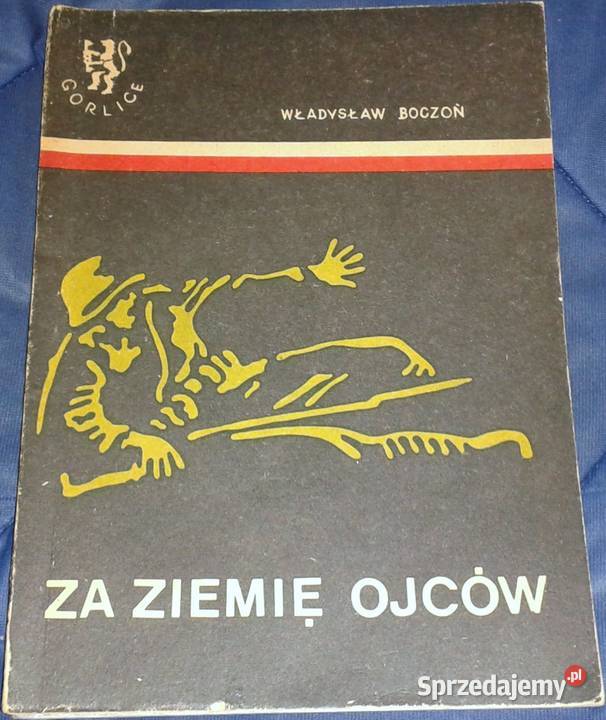 GORLICE
WŁADYSŁAW BOCZOŃ
ZA ZIEMIĘ OJCÓW
Sprzedajemy.pl